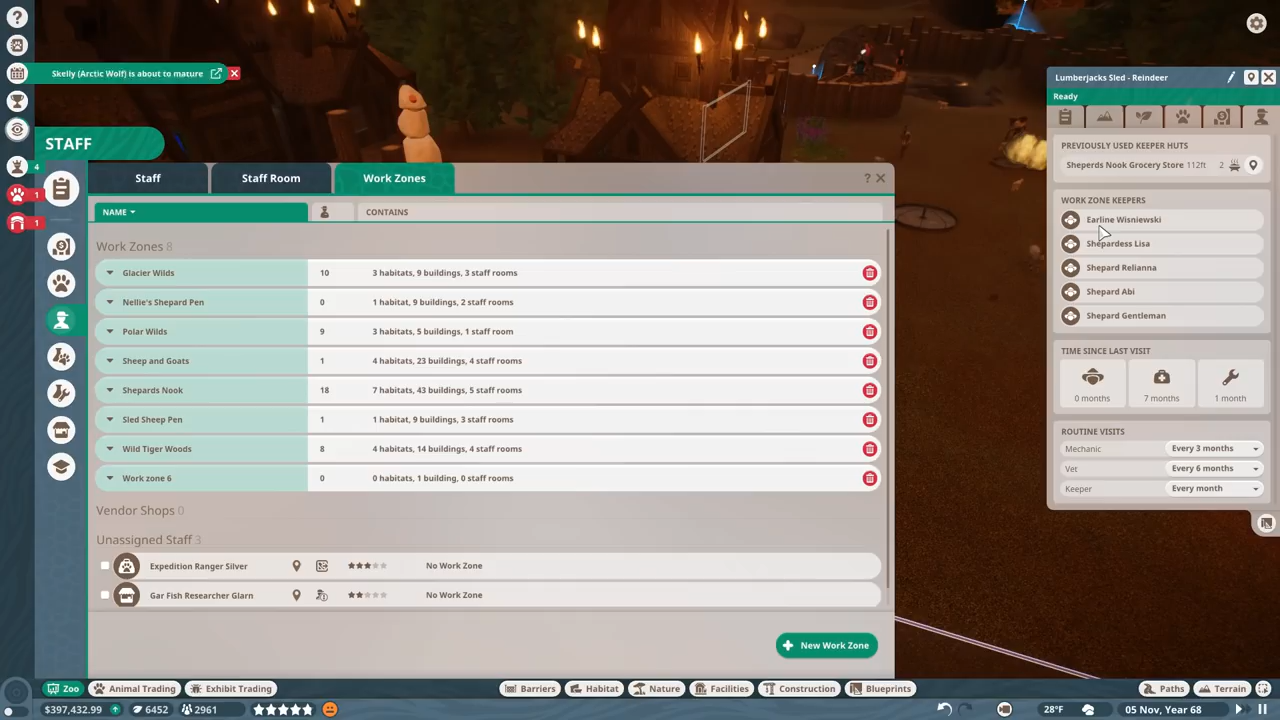 Skelly (Arctic Wolf) is about to mature
4
1
1
STAFF
Staff
Staff Room
Work Zones
?
NAME
CONTAINS
Work Zones 8
Glacier Wilds 10 3 habitats, 9 buildings, 3 staff rooms
Nellie's Shepard Pen 0 1 habitat, 9 buildings, 2 staff rooms
Polar Wilds 9 3 habitats, 5 buildings, 1 staff room
Sheep and Goats 1 4 habitats, 23 buildings, 4 staff rooms
Shepards Nook 18 7 habitats, 43 buildings, 5 staff rooms
Sled Sheep Pen 1 1 habitat, 9 buildings, 3 staff rooms
Wild Tiger Woods 8 4 habitats, 14 buildings, 4 staff rooms
Work zone 6 0 0 habitats, 1 building, 0 staff rooms
Vendor Shops 0
Unassigned Staff 3
Expedition Ranger Silver No Work Zone
Gar Fish Researcher Glarn No Work Zone
New Work Zone
Lumberjacks Sled - Reindeer
Ready
PREVIOUSLY USED KEEPER HUTS
Sheperds Nook Grocery Store 112ft 2
WORK ZONE KEEPERS
Earline Wisniewski
Shepardess Lisa
Shepard Relianna
Shepard Abi
Shepard Gentleman
TIME SINCE LAST VISIT
0 months 7 months 1 month
ROUTINE VISITS
Mechanic Every 3 months
Vet Every 6 months
Keeper Every month
Zoo Animal Trading Exhibit Trading Barriers Habitat Nature Facilities Construction Blueprints Paths Terrain
$397,432.99 6452 2961 28°F 05 Nov, Year 68